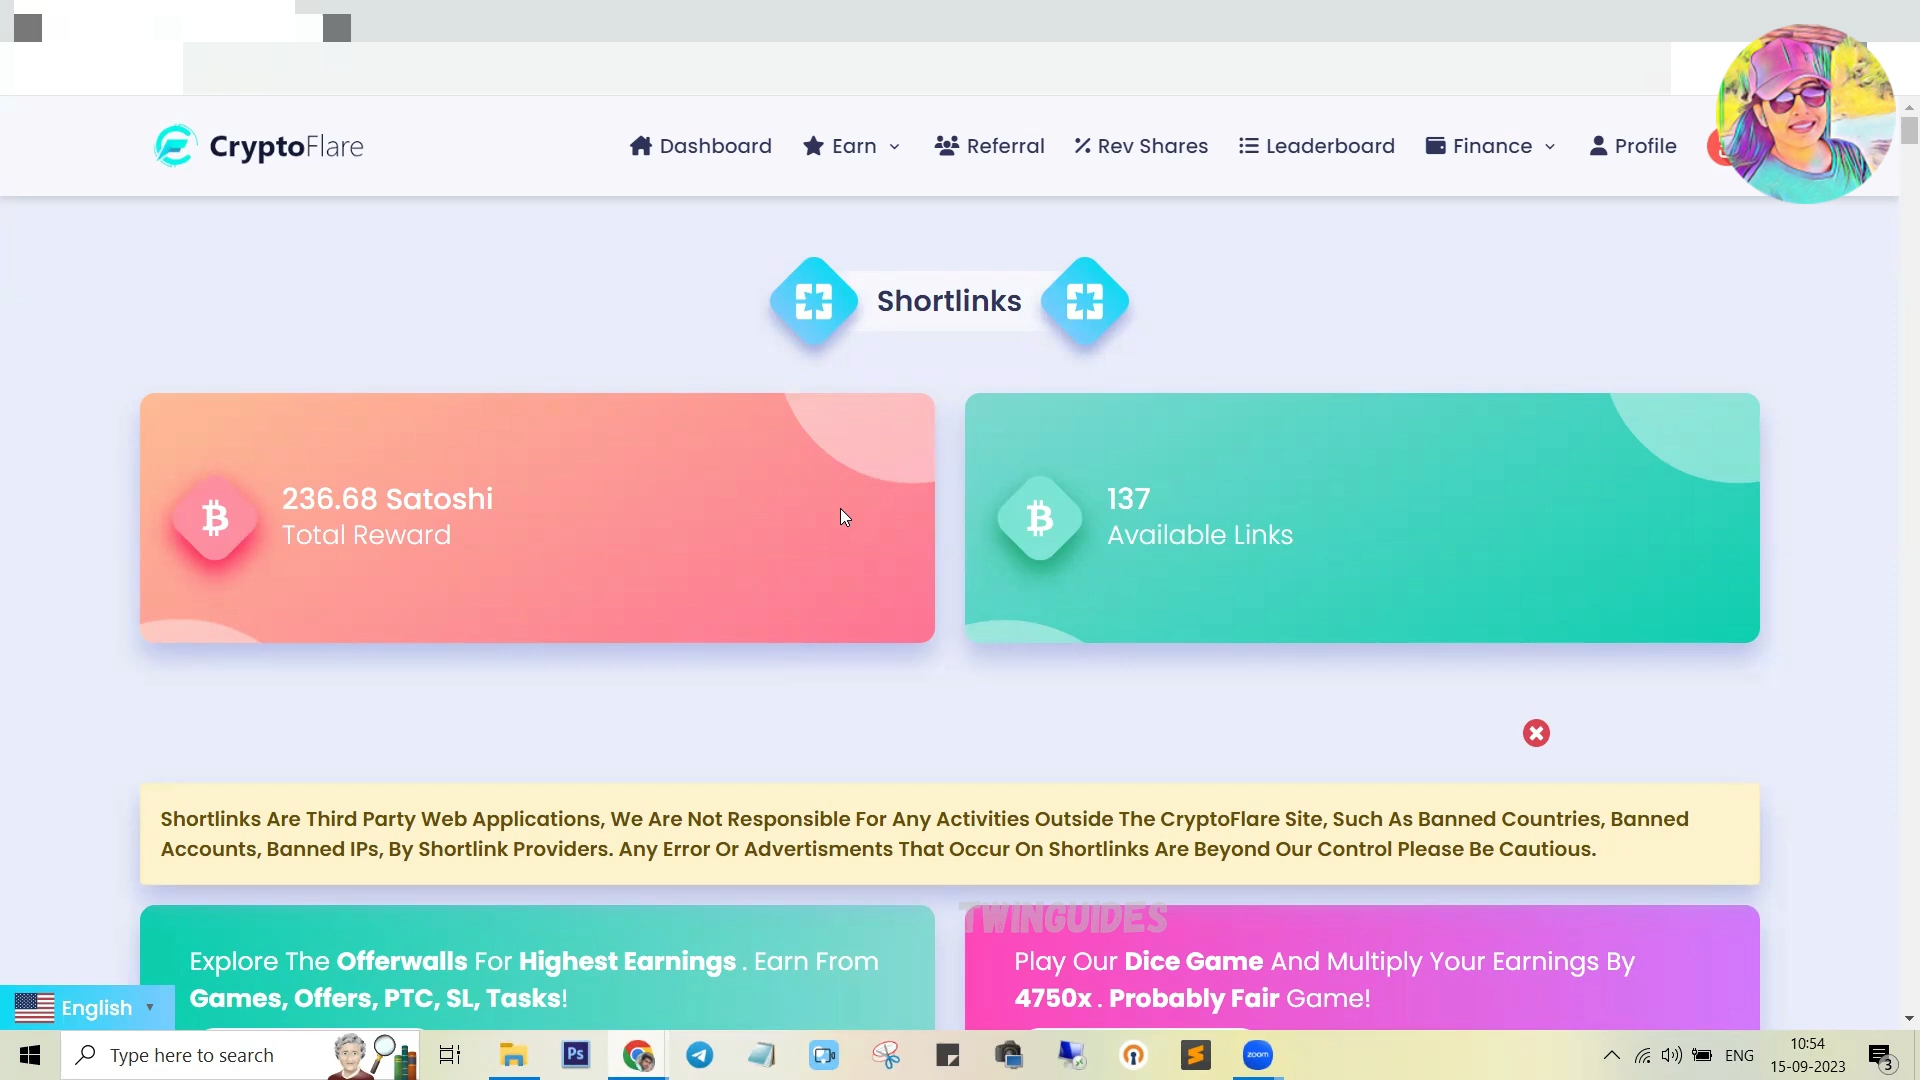 CryptoFlare
Dashboard Earn Referral Rev Shares Leaderboard Finance Profile
Shortlinks
236.68 Satoshi
Total Reward
137
Available Links
Shortlinks Are Third Party Web Applications, We Are Not Responsible For Any Activities Outside The CryptoFlare Site, Such As Banned Countries, Banned
Accounts, Banned IPs, By Shortlink Providers. Any Error Or Advertisments That Occur On Shortlinks Are Beyond Our Control Please Be Cautious.
TWINGUIDES
Explore The Offerwalls For Highest Earnings . Earn From
Games, Offers, PTC, SL, Tasks!
Play Our Dice Game And Multiply Your Earnings By
4750x . Probably Fair Game!
English
Type here to search
Ps
zoom
ENG
10:54
15-09-2023
3